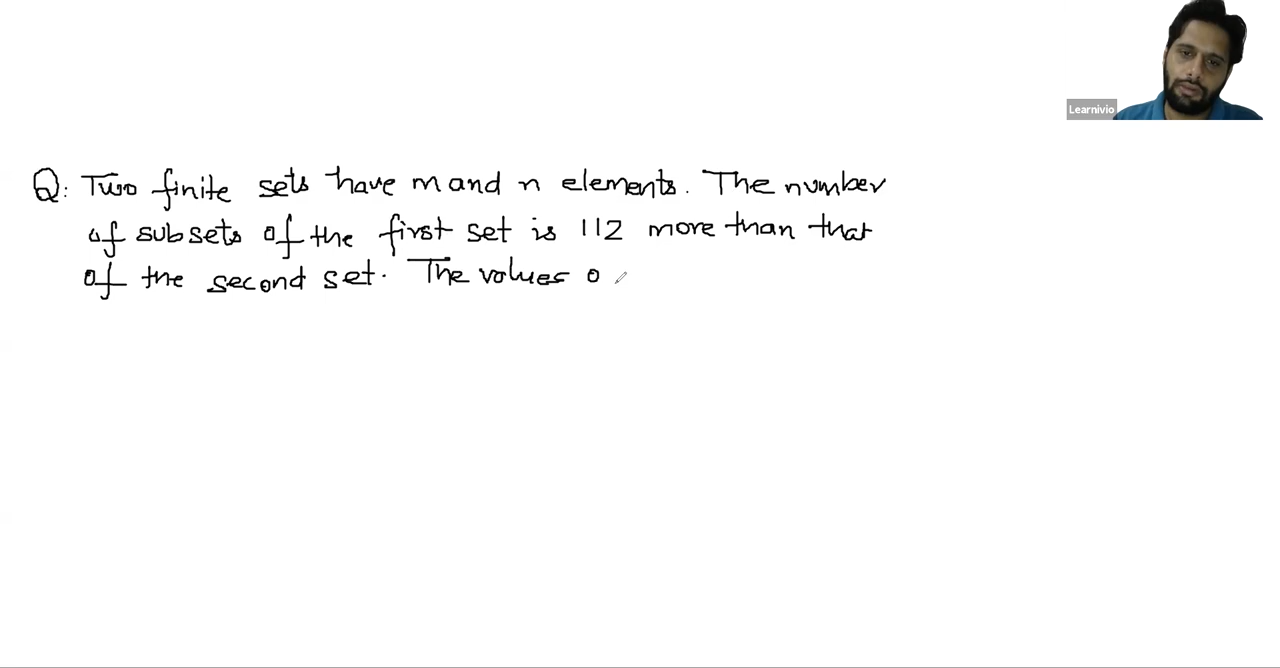 Learnivio
Q: Two finite sets have m and n elements. The number
of subsets of the first set is 112 more than that
of the second set. The values o